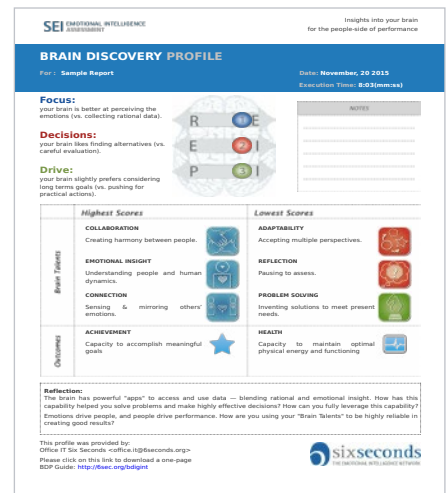 SEI EMOTIONAL INTELLIGENCE
ASSESSMENT
Insights into your brain
for the people-side of performance
BRAIN DISCOVERY PROFILE
For : Sample Report
Date: November, 20 2015
Execution Time: 8:03(mm:ss)
Focus:
your brain is better at perceiving the
emotions (vs. collecting rational data).
Decisions:
your brain likes finding alternatives (vs.
careful evaluation).
Drive:
your brain slightly prefers considering
long terms goals (vs. pushing for
practical actions).
R 1 E
E 2 I
P 3 I
NOTES
Highest Scores
Lowest Scores
Brain Talents
COLLABORATION
Creating harmony between people.
ADAPTABILITY
Accepting multiple perspectives.
EMOTIONAL INSIGHT
Understanding people and human
dynamics.
REFLECTION
Pausing to assess.
CONNECTION
Sensing & mirroring others'
emotions.
PROBLEM SOLVING
Inventing solutions to meet present
needs.
Outcomes
ACHIEVEMENT
Capacity to accomplish meaningful
goals
HEALTH
Capacity to maintain optimal
physical energy and functioning
Reflection:
The brain has powerful "apps" to access and use data — blending rational and emotional insight. How has this
capability helped you solve problems and make highly effective decisions? How can you fully leverage this capability?
Emotions drive people, and people drive performance. How are you using your "Brain Talents" to be highly reliable in
creating good results?
This profile was provided by:
Office IT Six Seconds <office.it@6seconds.org>
Please click on this link to download a one-page
BDP Guide: http://6sec.org/bdigint
sixseconds
THE EMOTIONAL INTELLIGENCE NETWORK